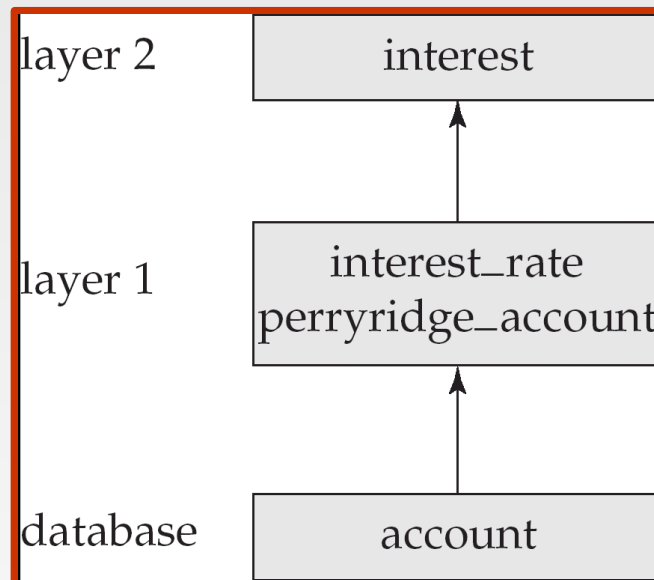 layer 2
interest
layer 1
interest_rate
perryridge_account
database
account